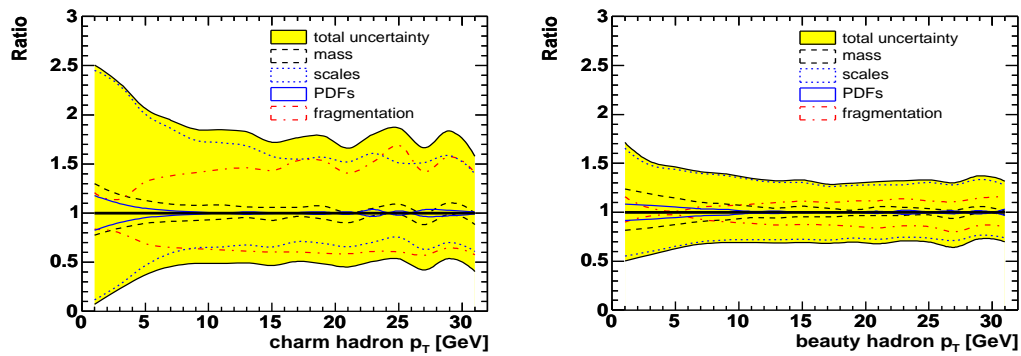 Ratio
3
2.5
2
1.5
1
0.5
0
0 5 10 15 20 25 30
charm hadron p_T [GeV]
total uncertainty
mass
scales
PDFs
fragmentation
Ratio
3
2.5
2
1.5
1
0.5
0
0 5 10 15 20 25 30
beauty hadron p_T [GeV]
total uncertainty
mass
scales
PDFs
fragmentation